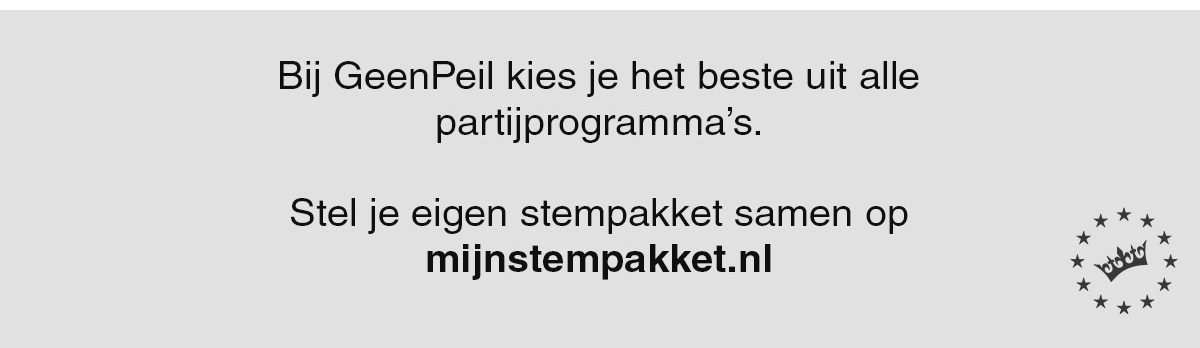 Bij GeenPeil kies je het beste uit alle
partijprogramma’s.
Stel je eigen stempakket samen op
mijnstempakket.nl